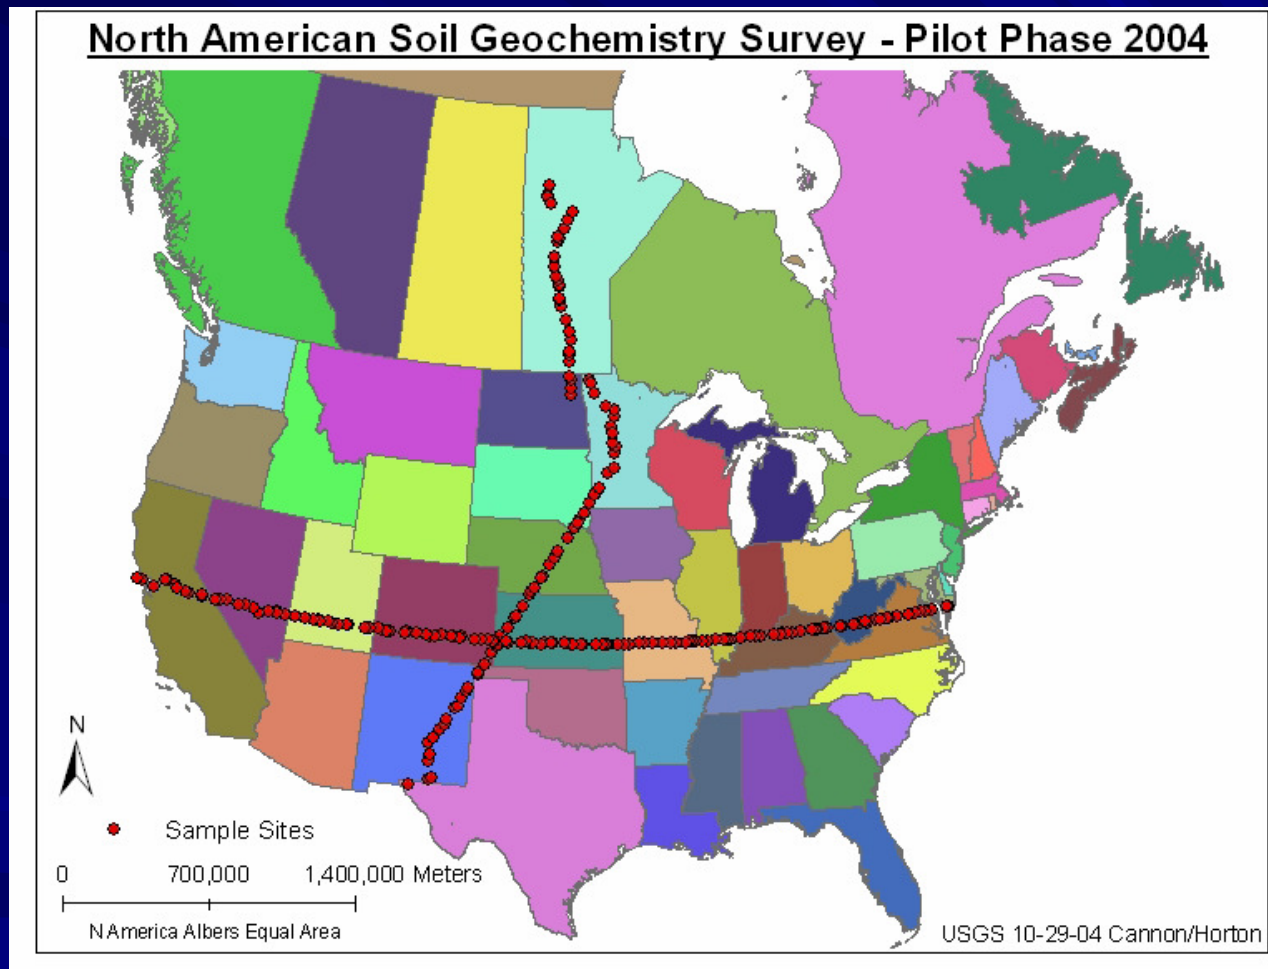 North American Soil Geochemistry Survey - Pilot Phase 2004
N
Sample Sites
0 700,000 1,400,000 Meters
N America Albers Equal Area
USGS 10-29-04 Cannon/Horton